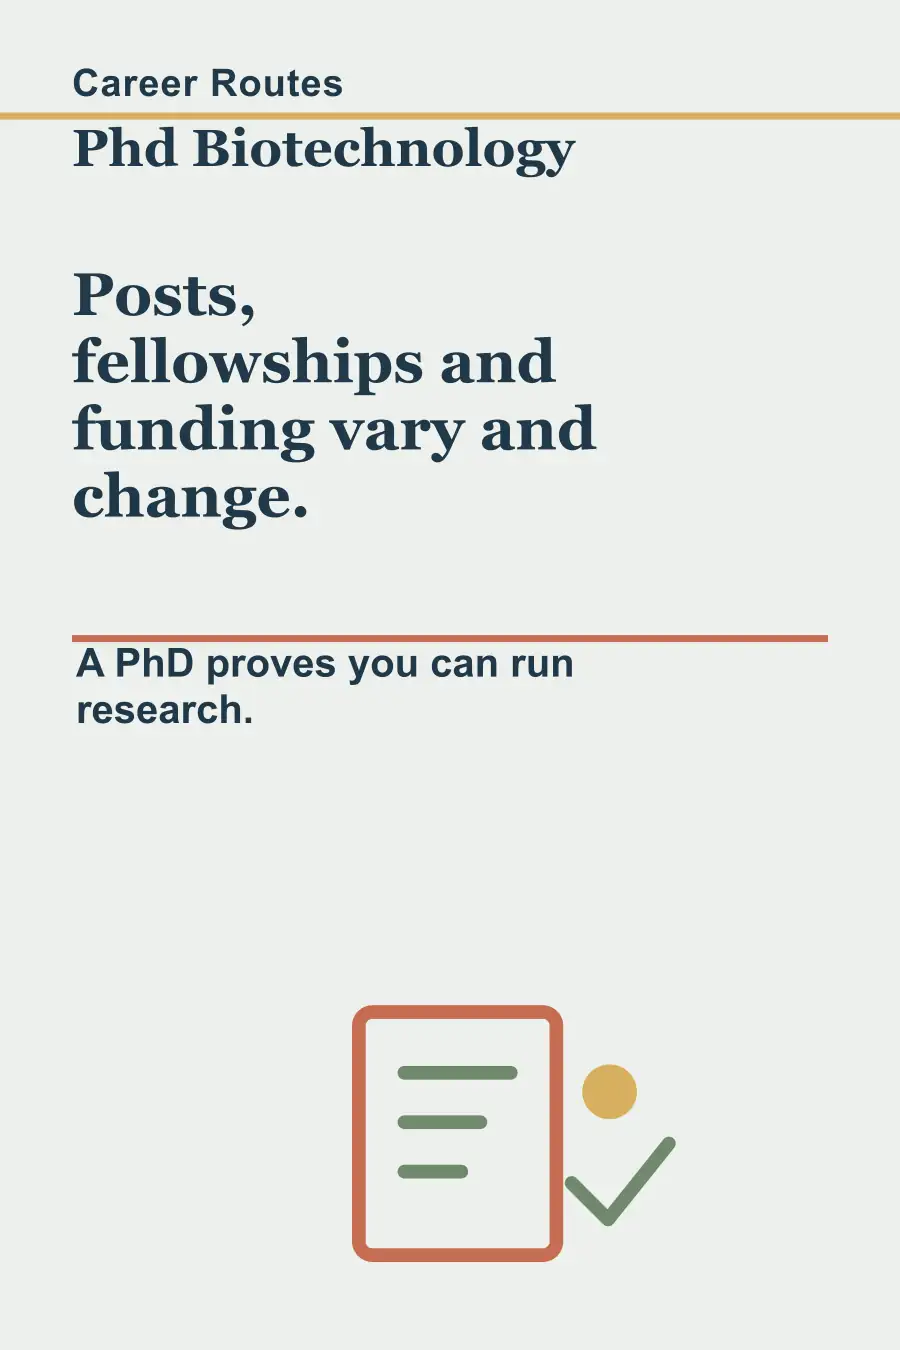 Career Routes
Phd Biotechnology
Posts,
fellowships and
funding vary and
change.
A PhD proves you can run
research.